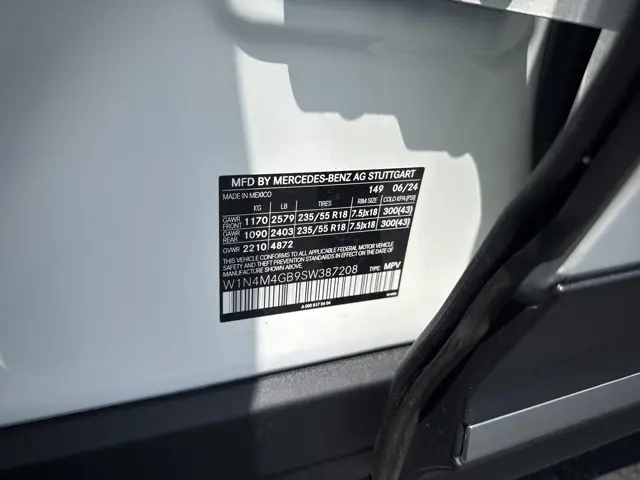 MFD BY MERCEDES-BENZ AG STUTTGART
MADE IN MEXICO 149 06/24
KG LB TIRES RIM SIZE COLD KPA(PSI)
GAWR FRONT 1170 2579 235/55 R18 7.5Jx18 300(43)
GAWR REAR 1090 2403 235/55 R18 7.5Jx18 300(43)
GVWR 2210 4872
THIS VEHICLE CONFORMS TO ALL APPLICABLE FEDERAL MOTOR VEHICLE
SAFETY AND THEFT PREVENTION STANDARDS IN EFFECT ON THE DATE OF
MANUFACTURE SHOWN ABOVE.
W1N4M4GB9SW387208 TYPE: MPV